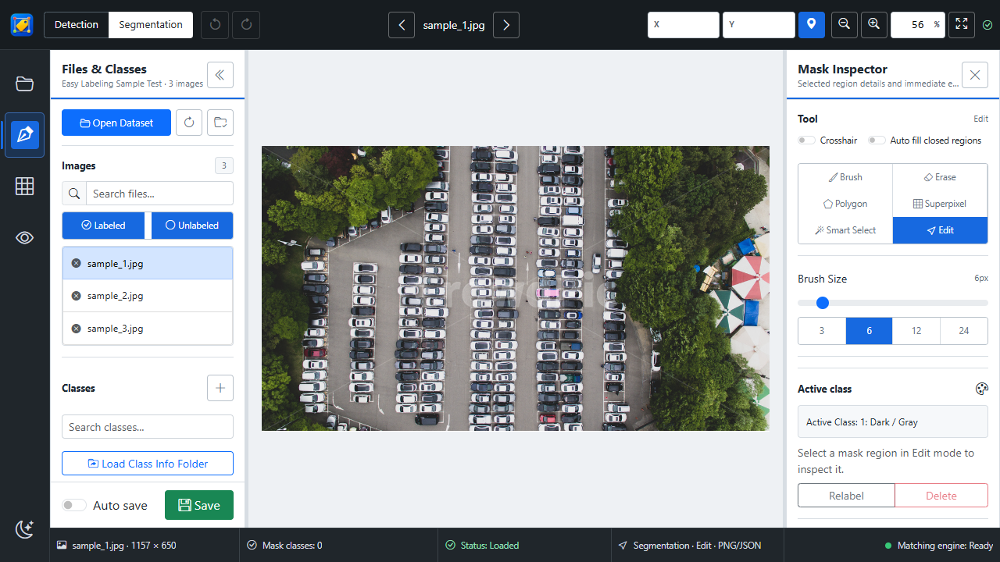 Detection
Segmentation
sample_1.jpg
X
Y
56 %
Files & Classes
Easy Labeling Sample Test · 3 images
Open Dataset
Images
3
Search files...
Labeled
Unlabeled
sample_1.jpg
sample_2.jpg
sample_3.jpg
Classes
Search classes...
Load Class Info Folder
Auto save
Save
Mask Inspector
Selected region details and immediate e...
Tool
Edit
Crosshair
Auto fill closed regions
Brush
Erase
Polygon
Superpixel
Smart Select
Edit
Brush Size
6px
3
6
12
24
Active class
Active Class: 1: Dark / Gray
Select a mask region in Edit mode to
inspect it.
Relabel
Delete
sample_1.jpg · 1157 × 650
Mask classes: 0
Status: Loaded
Segmentation · Edit · PNG/JSON
Matching engine: Ready